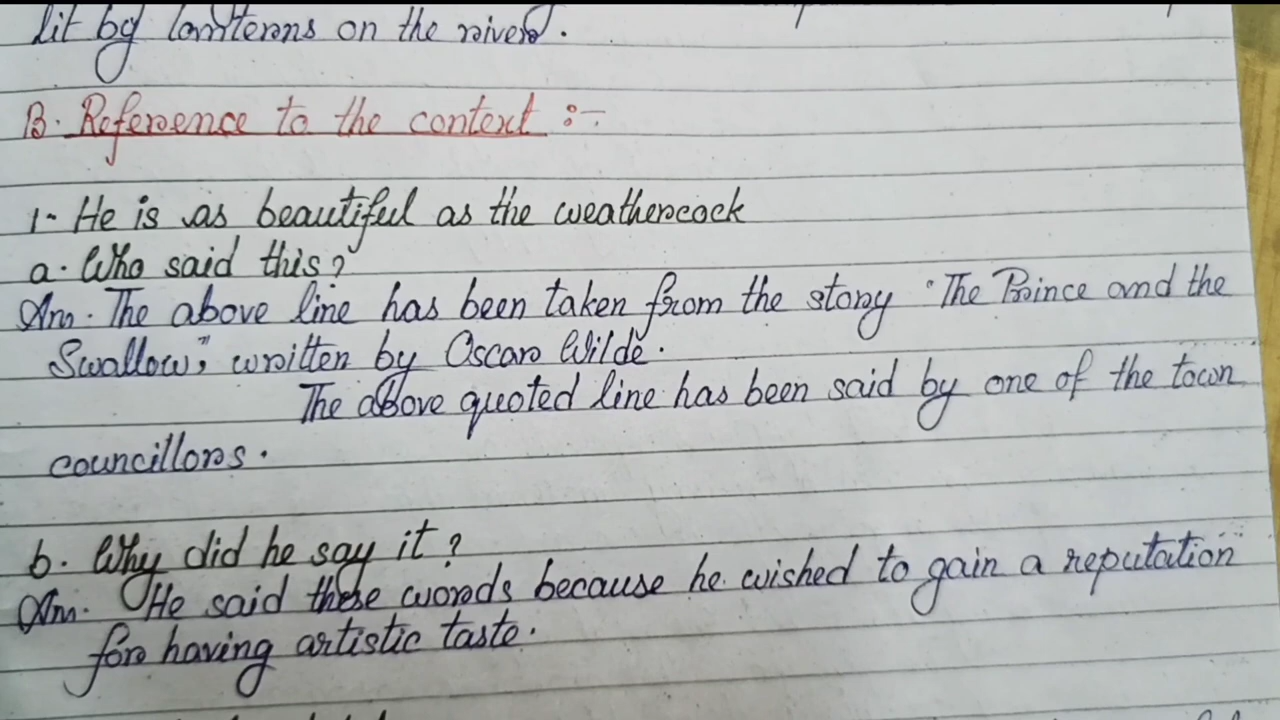 lit by lanterns on the river.
B. Reference to the context :-
1- He is as beautiful as the weathercock
a. Who said this?
Ans. The above line has been taken from the story "The Prince and the
Swallow", written by Oscar Wilde.
The above quoted line has been said by one of the town
councillors.
b. Why did he say it?
Ans. He said these words because he wished to gain a reputation
for having artistic taste.